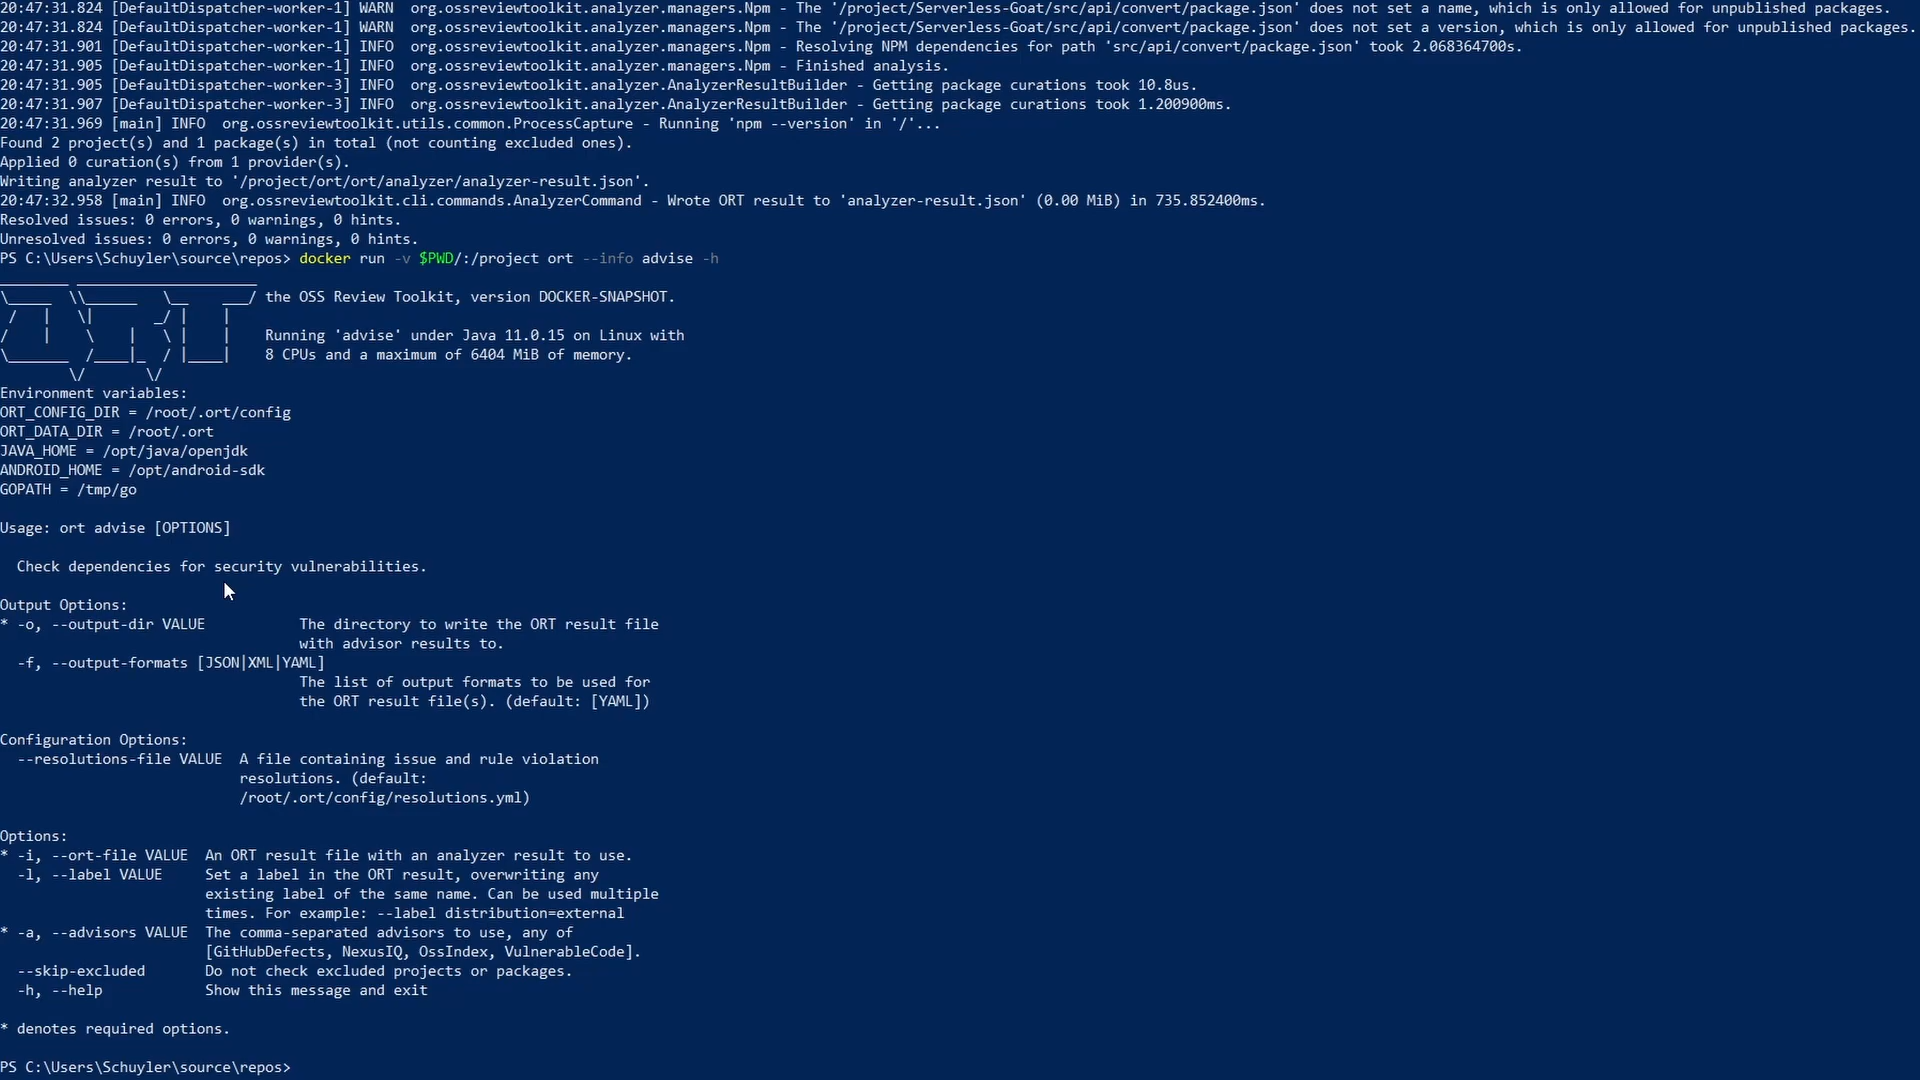 20:47:31.824 [DefaultDispatcher-worker-1] WARN  org.ossreviewtoolkit.analyzer.managers.Npm - The '/project/Serverless-Goat/src/api/convert/package.json' does not set a name, which is only allowed for unpublished packages.
20:47:31.824 [DefaultDispatcher-worker-1] WARN  org.ossreviewtoolkit.analyzer.managers.Npm - The '/project/Serverless-Goat/src/api/convert/package.json' does not set a version, which is only allowed for unpublished packages.
20:47:31.901 [DefaultDispatcher-worker-1] INFO  org.ossreviewtoolkit.analyzer.managers.Npm - Resolving NPM dependencies for path 'src/api/convert/package.json' took 2.068364700s.
20:47:31.905 [DefaultDispatcher-worker-1] INFO  org.ossreviewtoolkit.analyzer.managers.Npm - Finished analysis.
20:47:31.905 [DefaultDispatcher-worker-3] INFO  org.ossreviewtoolkit.analyzer.AnalyzerResultBuilder - Getting package curations took 10.8us.
20:47:31.907 [DefaultDispatcher-worker-3] INFO  org.ossreviewtoolkit.analyzer.AnalyzerResultBuilder - Getting package curations took 1.200900ms.
20:47:31.969 [main] INFO  org.ossreviewtoolkit.utils.common.ProcessCapture - Running 'npm --version' in '/'...
Found 2 project(s) and 1 package(s) in total (not counting excluded ones).
Applied 0 curation(s) from 1 provider(s).
Writing analyzer result to '/project/ort/ort/analyzer/analyzer-result.json'.
20:47:32.958 [main] INFO  org.ossreviewtoolkit.cli.commands.AnalyzerCommand - Wrote ORT result to 'analyzer-result.json' (0.00 MiB) in 735.852400ms.
Resolved issues: 0 errors, 0 warnings, 0 hints.
Unresolved issues: 0 errors, 0 warnings, 0 hints.
PS C:\Users\Schuyler\source\repos> docker run -v $PWD/:/project ort --info advise -h
the OSS Review Toolkit, version DOCKER-SNAPSHOT.
Running 'advise' under Java 11.0.15 on Linux with
8 CPUs and a maximum of 6404 MiB of memory.
Environment variables:
ORT_CONFIG_DIR = /root/.ort/config
ORT_DATA_DIR = /root/.ort
JAVA_HOME = /opt/java/openjdk
ANDROID_HOME = /opt/android-sdk
GOPATH = /tmp/go
Usage: ort advise [OPTIONS]
Check dependencies for security vulnerabilities.
Output Options:
* -o, --output-dir VALUE           The directory to write the ORT result file
with advisor results to.
-f, --output-formats [JSON|XML|YAML]
The list of output formats to be used for
the ORT result file(s). (default: [YAML])
Configuration Options:
--resolutions-file VALUE  A file containing issue and rule violation
resolutions. (default:
/root/.ort/config/resolutions.yml)
Options:
* -i, --ort-file VALUE  An ORT result file with an analyzer result to use.
-l, --label VALUE     Set a label in the ORT result, overwriting any
existing label of the same name. Can be used multiple
times. For example: --label distribution=external
* -a, --advisors VALUE  The comma-separated advisors to use, any of
[GitHubDefects, NexusIQ, OssIndex, VulnerableCode].
--skip-excluded       Do not check excluded projects or packages.
-h, --help            Show this message and exit
* denotes required options.
PS C:\Users\Schuyler\source\repos>